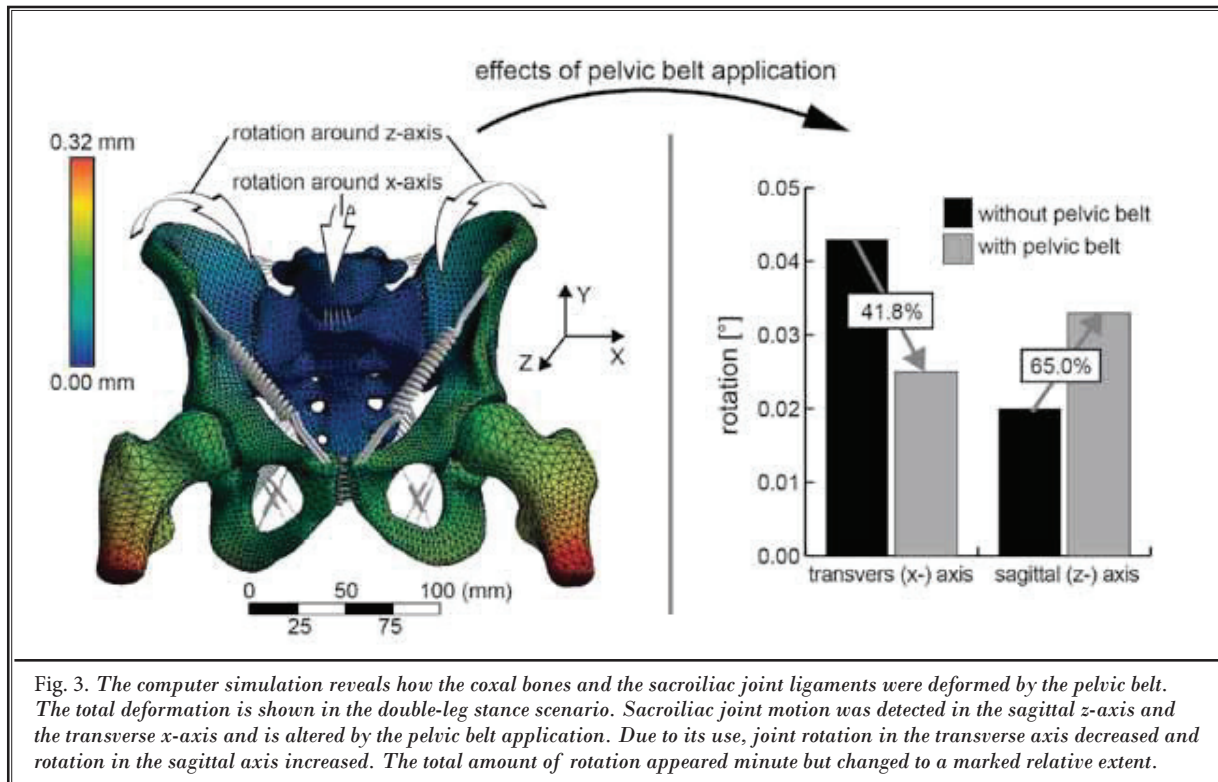 effects of pelvic belt application
0.32 mm
0.00 mm
rotation around z-axis
rotation around x-axis
Y
X
Z
0 50 100 (mm)
25 75
0.05
0.04
0.03
0.02
0.01
0.00
rotation [°]
without pelvic belt
with pelvic belt
41.8%
65.0%
transvers (x-) axis sagittal (z-) axis
Fig. 3. The computer simulation reveals how the coxal bones and the sacroiliac joint ligaments were deformed by the pelvic belt.
The total deformation is shown in the double-leg stance scenario. Sacroiliac joint motion was detected in the sagittal z-axis and
the transverse x-axis and is altered by the pelvic belt application. Due to its use, joint rotation in the transverse axis decreased and
rotation in the sagittal axis increased. The total amount of rotation appeared minute but changed to a marked relative extent.